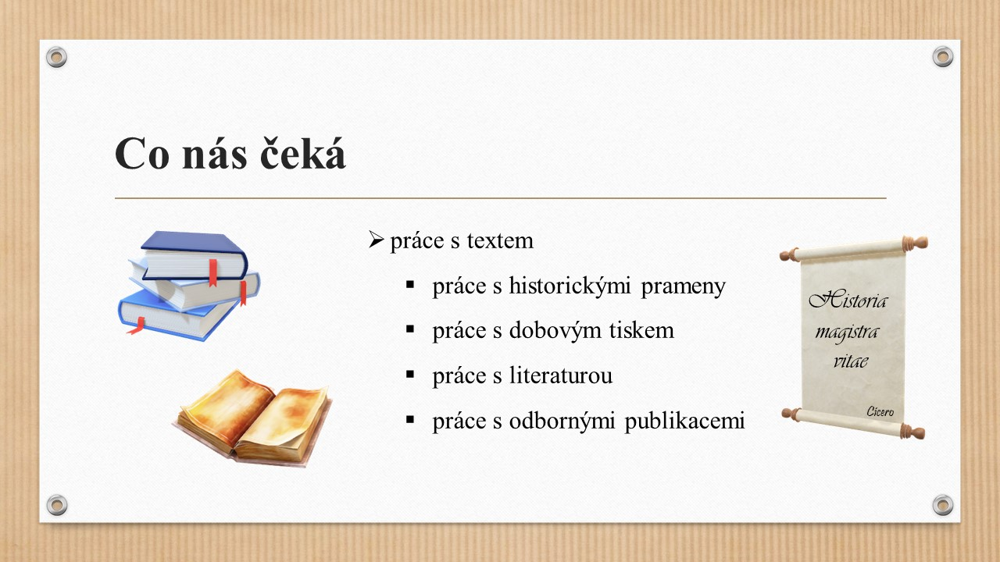 Co nás čeká
práce s textem
práce s historickými prameny
práce s dobovým tiskem
práce s literaturou
práce s odbornými publikacemi
Historia
magistra
vitae
Cicero